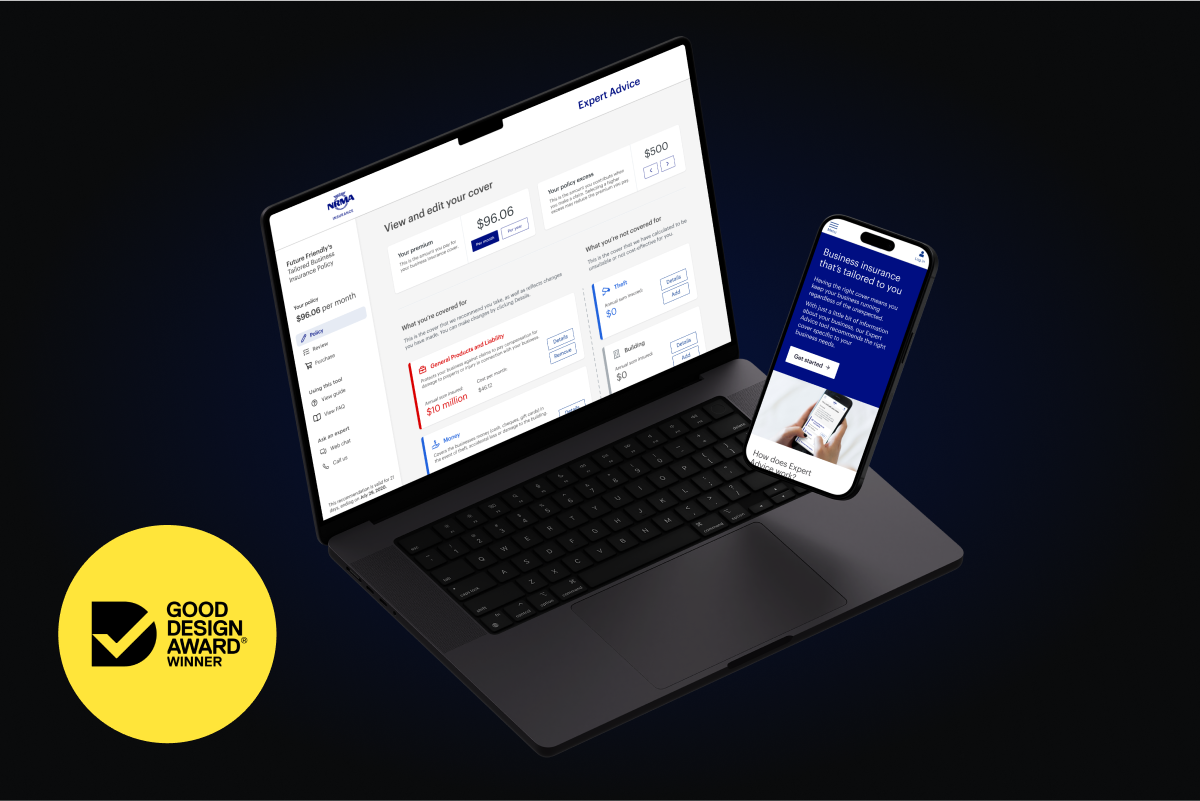 Expert Advice
NRMA
INSURANCE
Future Friendly's
Tailored Business
Insurance Policy
Your policy
$96.06 per month
Policy
Review
Purchase
Using this tool
View guide
View FAQ
Ask an expert
Web chat
Call us
This recommendation is valid for 21
days, ending on July 29, 2020.
View and edit your cover
Your premium
This is the amount you pay for
your business insurance cover.
$96.06
Per month
Per year
Your policy excess
This is the amount you contribute when
you make a claim. Selecting a higher
excess may reduce the premium you pay.
$500
What you're covered for
This is the cover that we recommend you take, as well as reflects changes
you have made. You can make changes by clicking Details.
General Products and Liability
Protects your business against claims to pay compensation for
damage to property or injury in connection with your business
Annual sum insured
$10 million
Cost per month
$46.12
Details
Remove
Money
Covers the businesses money (cash, cheques, gift cards) in
the event of theft, accidental loss or damage to the building.
Details
What you're not covered for
This is the cover that we have calculated to be
unsuitable or not cost effective for you.
Theft
Annual sum insured:
$0
Details
Add
Building
Annual sum insured:
$0
Details
Add
Menu
Log in
Business insurance
that's tailored to you
Having the right cover means you
keep your business running
regardless of the unexpected.
With just a little bit of information
about your business, our Expert
Advice tool recommends the right
cover specific to your
business needs.
Get started
How does Expert
Advice work?
GOOD
DESIGN
AWARD®
WINNER